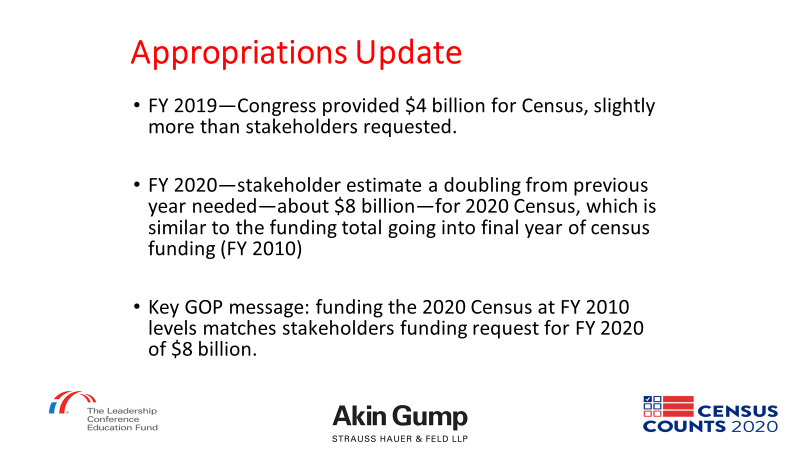 Appropriations Update
• FY 2019—Congress provided $4 billion for Census, slightly
more than stakeholders requested.
• FY 2020—stakeholder estimate a doubling from previous
year needed—about $8 billion—for 2020 Census, which is
similar to the funding total going into final year of census
funding (FY 2010)
• Key GOP message: funding the 2020 Census at FY 2010
levels matches stakeholders funding request for FY 2020
of $8 billion.
The Leadership
Conference
Education Fund
Akin Gump
STRAUSS HAUER & FELD LLP
CENSUS
COUNTS 2020